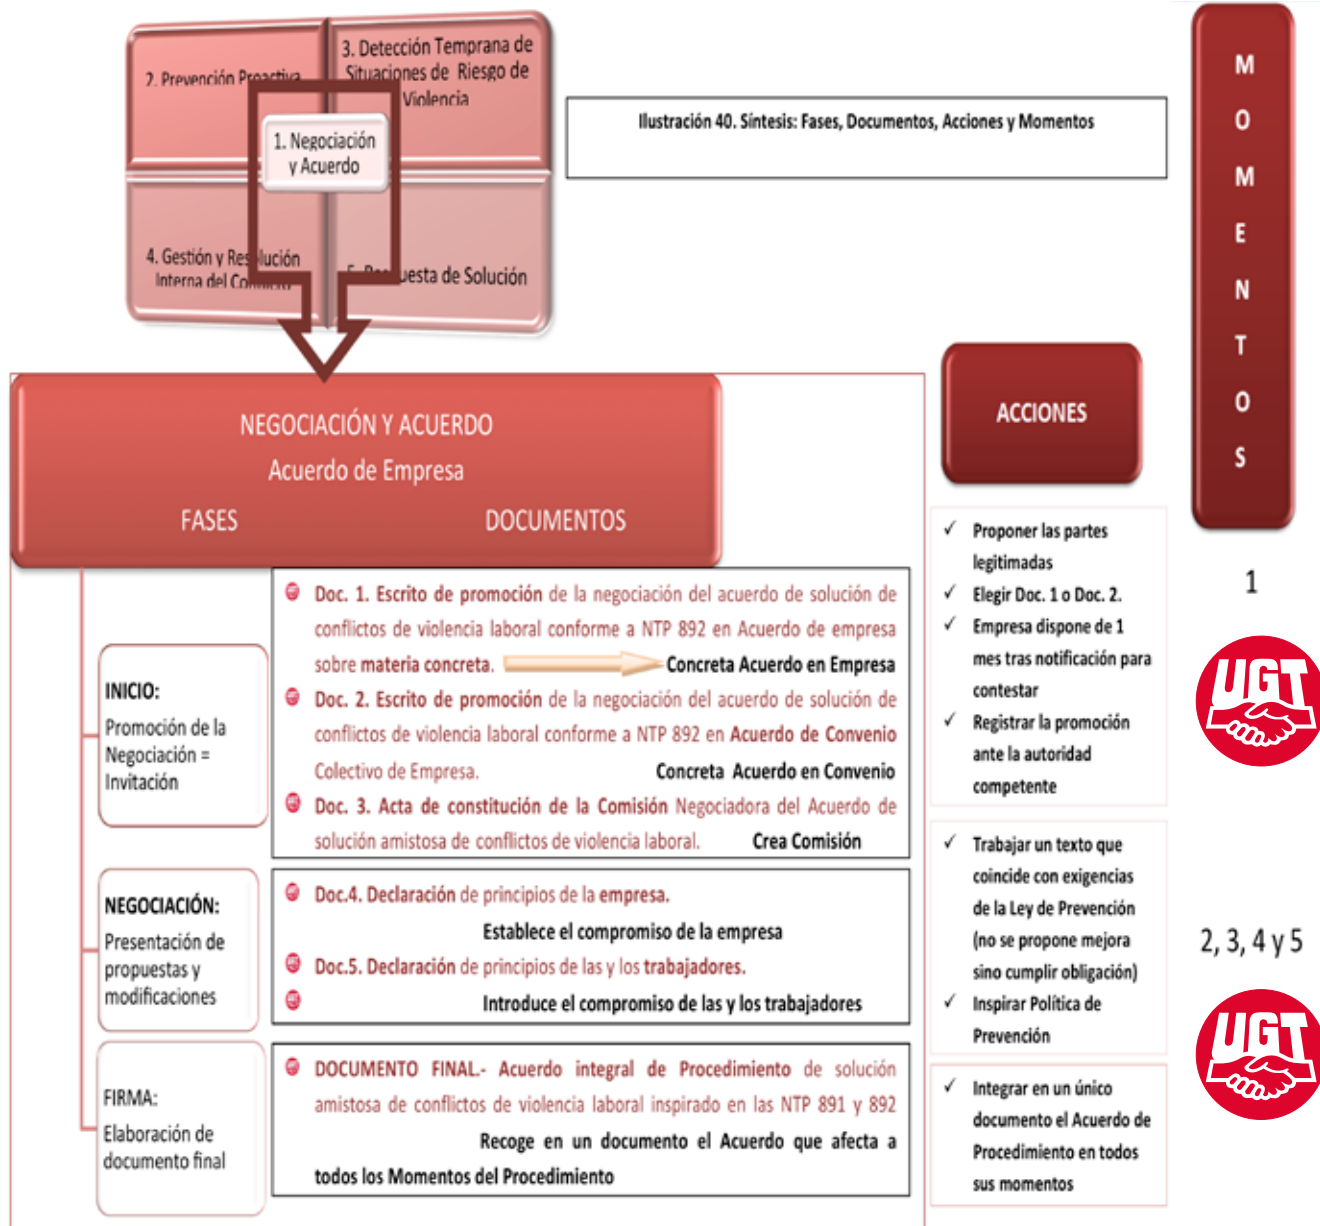 2. Prevención Proactiva
3. Detección Temprana de
Situaciones de Riesgo de
Violencia
1. Negociación
y Acuerdo
4. Gestión y Resolución
Interna del Conflicto
5. Respuesta de Solución
Ilustración 40. Síntesis: Fases, Documentos, Acciones y Momentos
M
O
M
E
N
T
O
S
NEGOCIACIÓN Y ACUERDO
Acuerdo de Empresa
FASES DOCUMENTOS
ACCIONES
INICIO:
Promoción de la
Negociación =
Invitación
Doc. 1. Escrito de promoción de la negociación del acuerdo de solución de
conflictos de violencia laboral conforme a NTP 892 en Acuerdo de empresa
sobre materia concreta. Concreta Acuerdo en Empresa
Doc. 2. Escrito de promoción de la negociación del acuerdo de solución de
conflictos de violencia laboral conforme a NTP 892 en Acuerdo de Convenio
Colectivo de Empresa. Concreta Acuerdo en Convenio
Doc. 3. Acta de constitución de la Comisión Negociadora del Acuerdo de
solución amistosa de conflictos de violencia laboral. Crea Comisión
✓ Proponer las partes
legitimadas
✓ Elegir Doc. 1 o Doc. 2.
✓ Empresa dispone de 1
mes tras notificación para
contestar
✓ Registrar la promoción
ante la autoridad
competente
1
UGT
NEGOCIACIÓN:
Presentación de
propuestas y
modificaciones
Doc.4. Declaración de principios de la empresa.
Establece el compromiso de la empresa
Doc.5. Declaración de principios de las y los trabajadores.
Introduce el compromiso de las y los trabajadores
✓ Trabajar un texto que
coincide con exigencias
de la Ley de Prevención
(no se propone mejora
sino cumplir obligación)
✓ Inspirar Política de
Prevención
2, 3, 4 y 5
UGT
FIRMA:
Elaboración de
documento final
DOCUMENTO FINAL.- Acuerdo integral de Procedimiento de solución
amistosa de conflictos de violencia laboral inspirado en las NTP 891 y 892
Recoge en un documento el Acuerdo que afecta a
todos los Momentos del Procedimiento
✓ Integrar en un único
documento el Acuerdo de
Procedimiento en todos
sus momentos